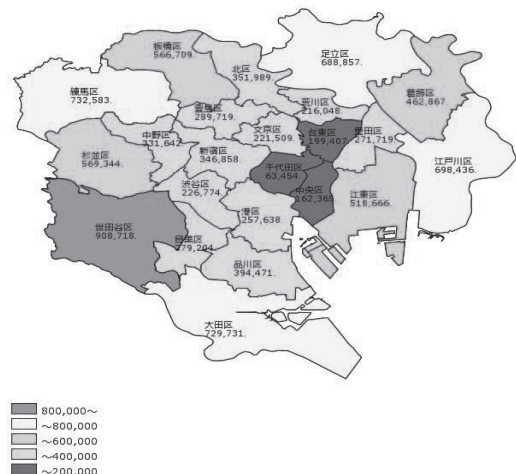 板橋区
566,709.
北区
351,989.
足立区
688,857.
葛飾区
462,867.
練馬区
732,583.
豊島区
289,719.
荒川区
216,048.
中野区
331,642.
文京区
221,509.
台東区
199,407.
墨田区
271,719.
杉並区
569,344.
新宿区
346,858.
千代田区
63,454.
江戸川区
698,436.
渋谷区
226,774.
中央区
162,365.
江東区
518,666.
世田谷区
908,718.
港区
257,638.
目黒区
279,204.
品川区
394,471.
大田区
729,731.
800,000～
～800,000
～600,000
～400,000
～200,000